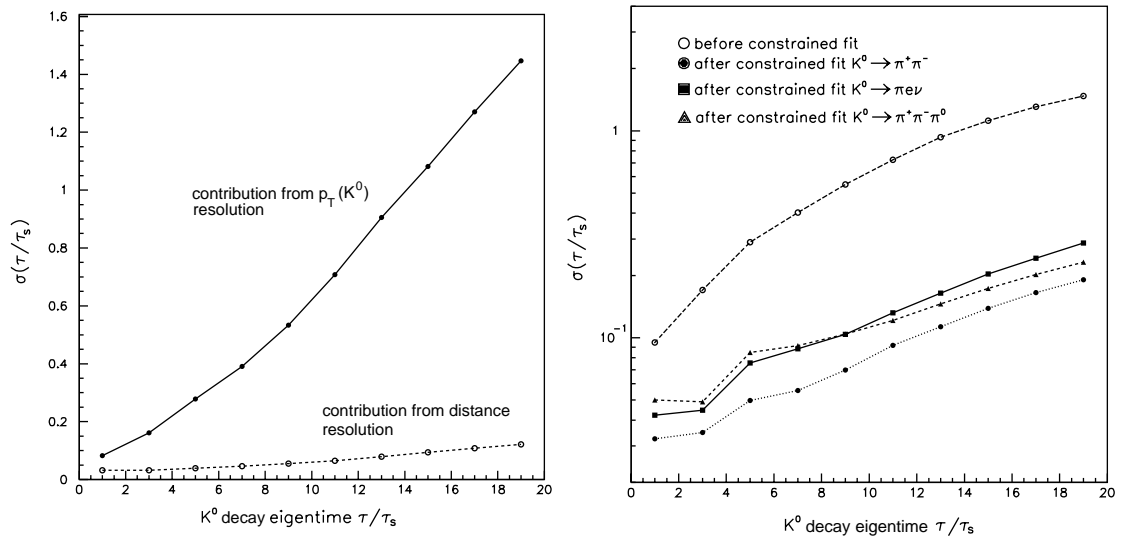 1.6
1.4
1.2
1
0.8
0.6
0.4
0.2
0
σ(τ/τₛ)
contribution from p_T(K⁰)
resolution
contribution from distance
resolution
0 2 4 6 8 10 12 14 16 18 20
K⁰ decay eigentime τ/τₛ
1
10⁻¹
σ(τ/τₛ)
before constrained fit
after constrained fit K⁰ → π⁺π⁻
after constrained fit K⁰ → πeν
after constrained fit K⁰ → π⁺π⁻π⁰
0 2 4 6 8 10 12 14 16 18 20
K⁰ decay eigentime τ/τₛ